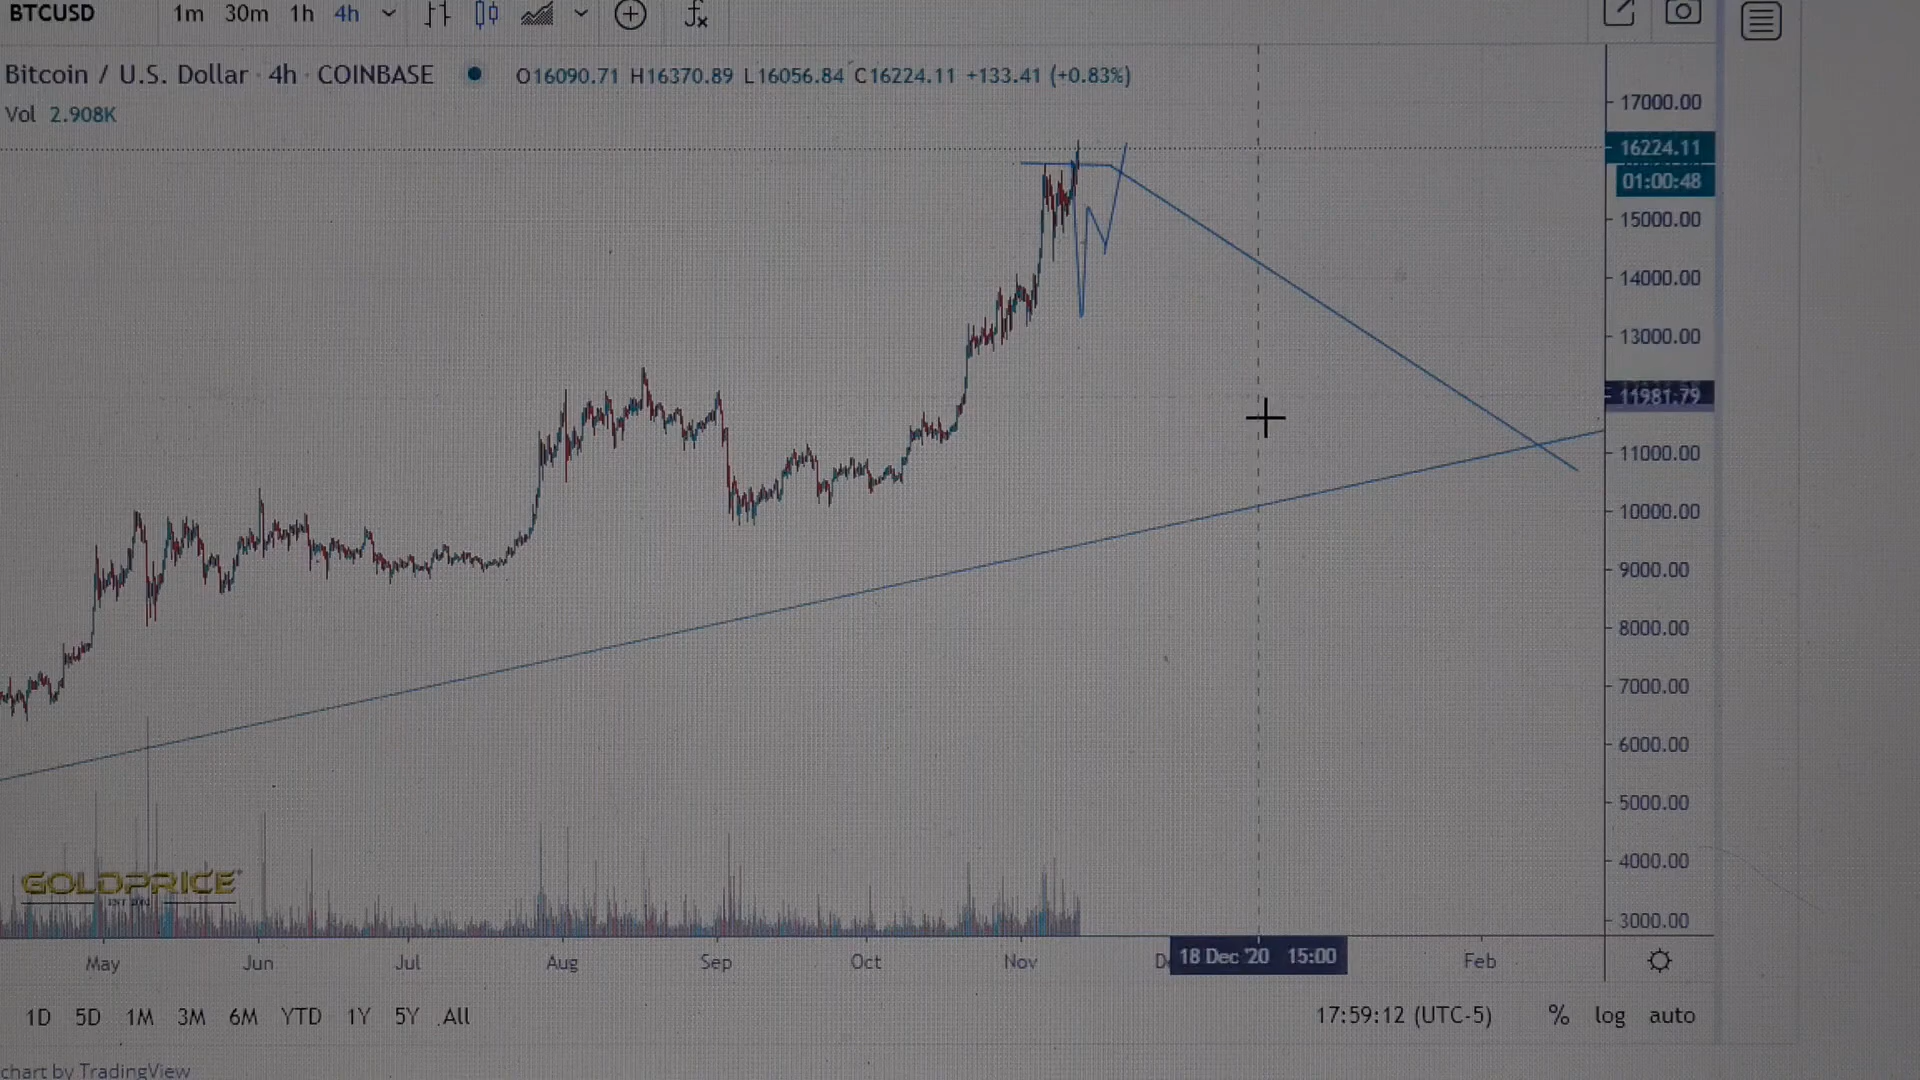 BTCUSD 1m 30m 1h 4h
Bitcoin / U.S. Dollar · 4h · COINBASE O16090.71 H16370.89 L16056.84 C16224.11 +133.41 (+0.83%)
Vol 2.908K
17000.00
16224.11
01:00:48
15000.00
14000.00
13000.00
11981.79
11000.00
10000.00
9000.00
8000.00
7000.00
6000.00
5000.00
4000.00
3000.00
GOLDPRICE
May Jun Jul Aug Sep Oct Nov 18 Dec '20 15:00 Feb
1D 5D 1M 3M 6M YTD 1Y 5Y All 17:59:12 (UTC-5) % log auto
chart by TradingView